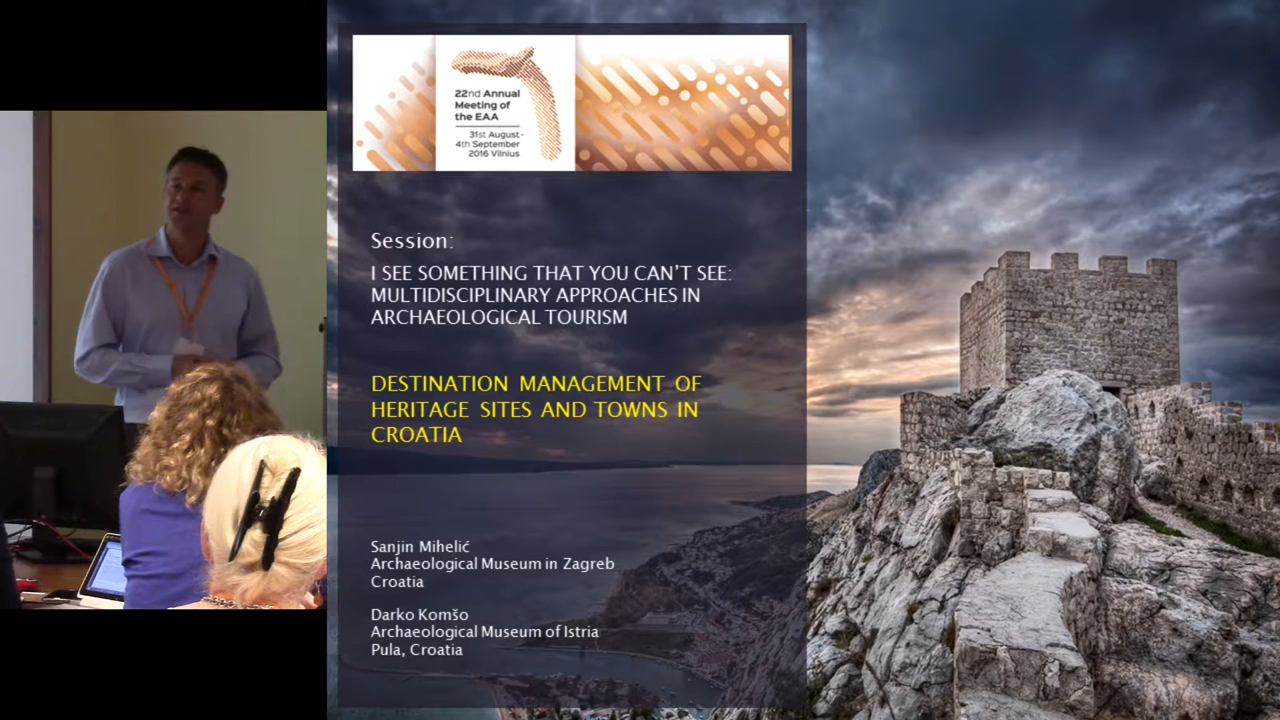 22nd Annual
Meeting of
the EAA
31st August-
4th September
2016 Vilnius
Session:
I SEE SOMETHING THAT YOU CAN'T SEE:
MULTIDISCIPLINARY APPROACHES IN
ARCHAEOLOGICAL TOURISM
DESTINATION MANAGEMENT OF
HERITAGE SITES AND TOWNS IN
CROATIA
Sanjin Mihelić
Archaeological Museum in Zagreb
Croatia
Darko Komšo
Archaeological Museum of Istria
Pula, Croatia